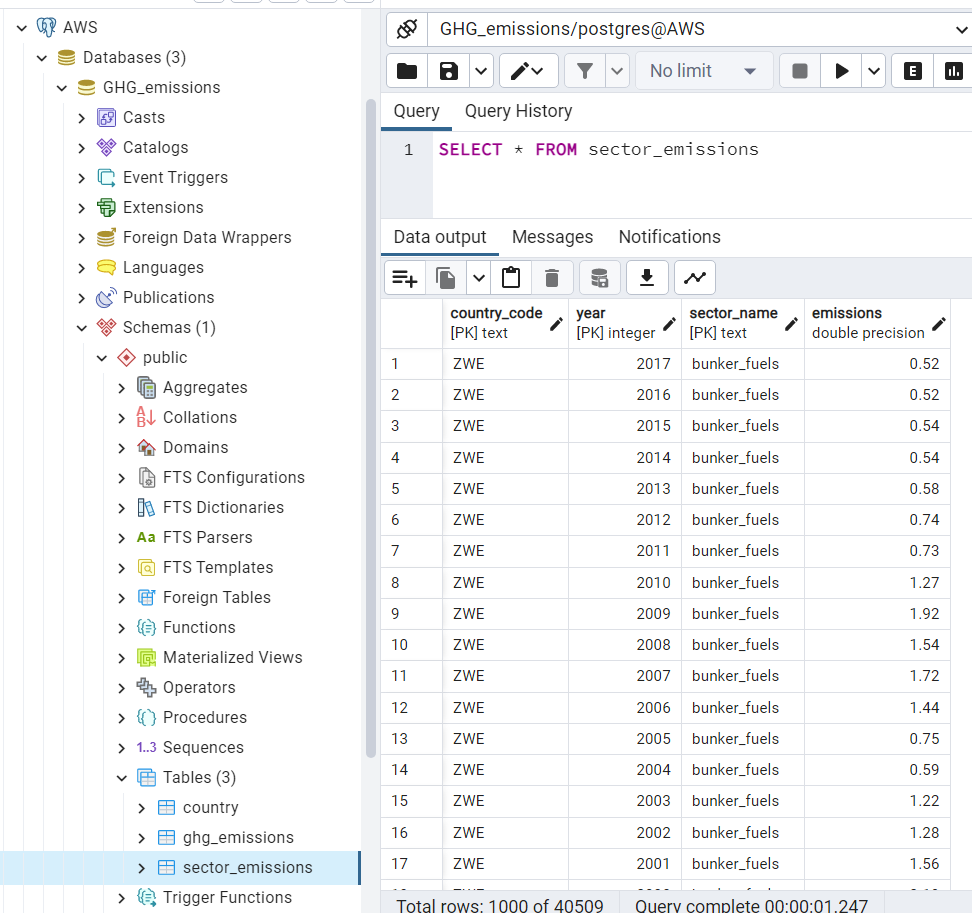 AWS
Databases (3)
GHG_emissions
Casts
Catalogs
Event Triggers
Extensions
Foreign Data Wrappers
Languages
Publications
Schemas (1)
public
Aggregates
Collations
Domains
FTS Configurations
FTS Dictionaries
Aa FTS Parsers
FTS Templates
Foreign Tables
Functions
Materialized Views
Operators
Procedures
1..3 Sequences
Tables (3)
country
ghg_emissions
sector_emissions
Trigger Functions
GHG_emissions/postgres@AWS
No limit E
Query Query History
1 SELECT * FROM sector_emissions
Data output Messages Notifications
country_code year sector_name emissions
[PK] text [PK] integer [PK] text double precision
1 ZWE 2017 bunker_fuels 0.52
2 ZWE 2016 bunker_fuels 0.52
3 ZWE 2015 bunker_fuels 0.54
4 ZWE 2014 bunker_fuels 0.54
5 ZWE 2013 bunker_fuels 0.58
6 ZWE 2012 bunker_fuels 0.74
7 ZWE 2011 bunker_fuels 0.73
8 ZWE 2010 bunker_fuels 1.27
9 ZWE 2009 bunker_fuels 1.92
10 ZWE 2008 bunker_fuels 1.54
11 ZWE 2007 bunker_fuels 1.72
12 ZWE 2006 bunker_fuels 1.44
13 ZWE 2005 bunker_fuels 0.75
14 ZWE 2004 bunker_fuels 0.59
15 ZWE 2003 bunker_fuels 1.22
16 ZWE 2002 bunker_fuels 1.28
17 ZWE 2001 bunker_fuels 1.56
Total rows: 1000 of 40509 Query complete 00:00:01.247